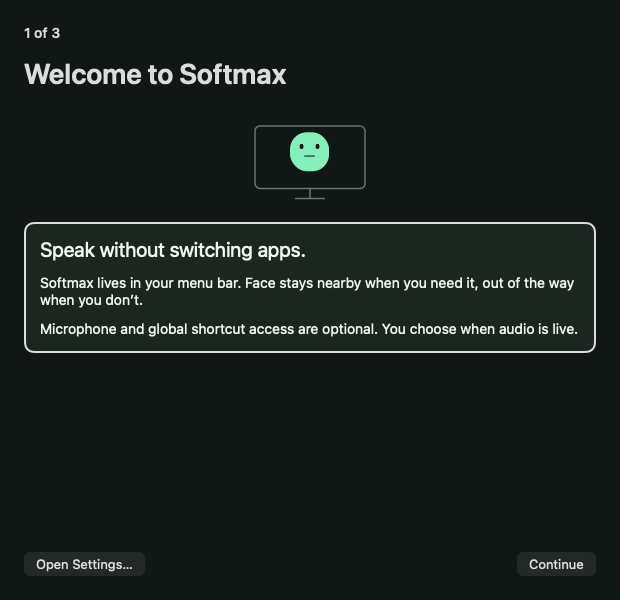 1 of 3
Welcome to Softmax
Speak without switching apps.
Softmax lives in your menu bar. Face stays nearby when you need it, out of the way
when you don’t.
Microphone and global shortcut access are optional. You choose when audio is live.
Open Settings...
Continue